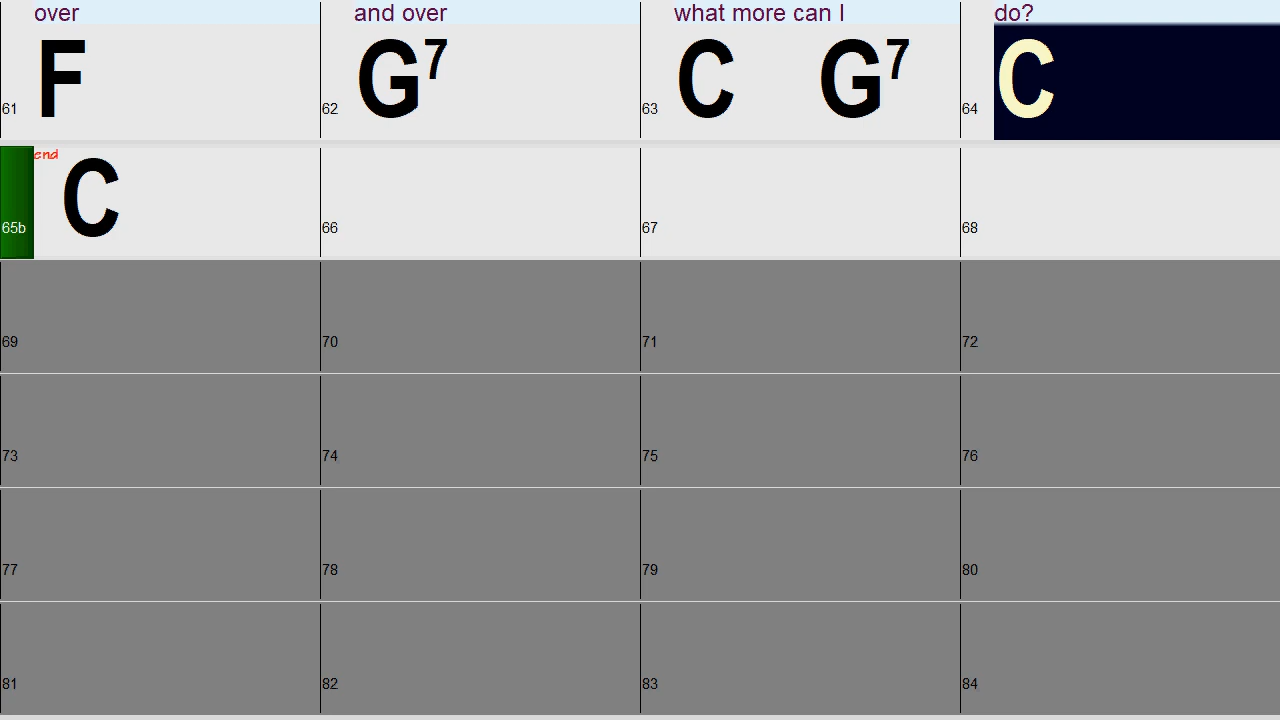 over and over what more can I do?
61 F 62 G7 63 C G7 64 C
end
65b C 66 67 68
69 70 71 72
73 74 75 76
77 78 79 80
81 82 83 84